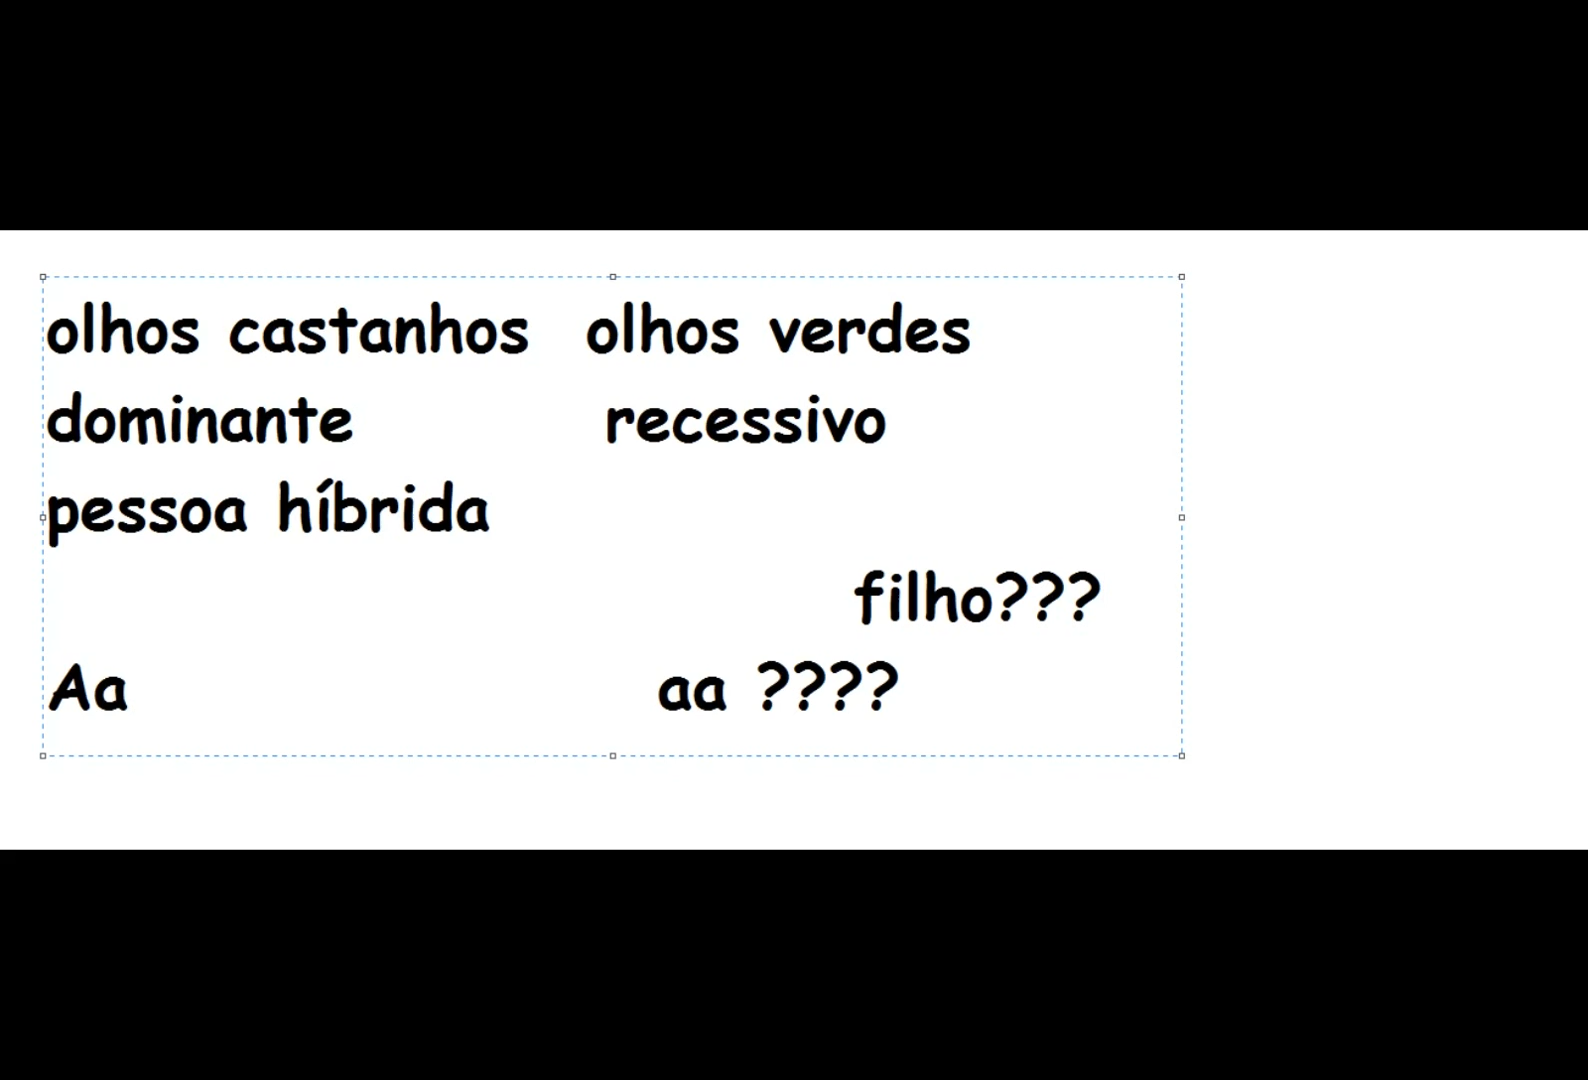 olhos castanhos olhos verdes
dominante recessivo
pessoa híbrida
filho???
Aa aa ????